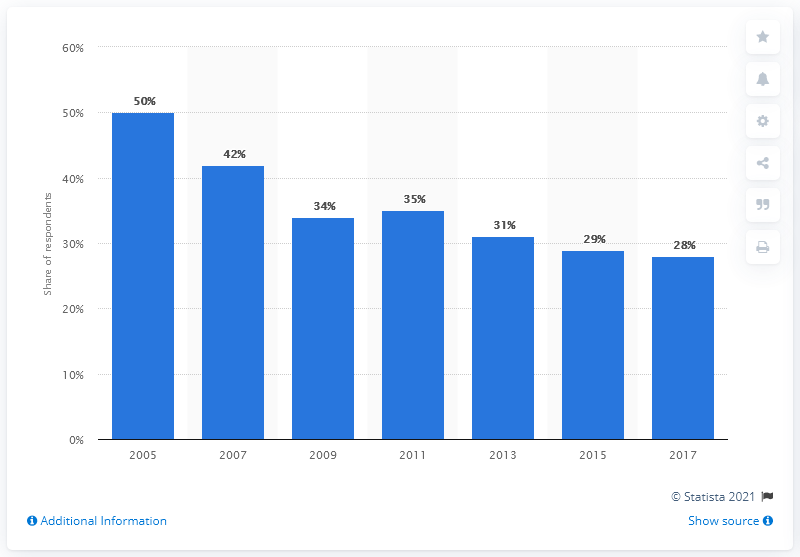 60%
50%
40%
30%
20%
10%
0%
Share of respondents
50%
42%
34%
35%
31%
29%
28%
2005 2007 2009 2011 2013 2015 2017
© Statista 2021
Additional Information
Show source